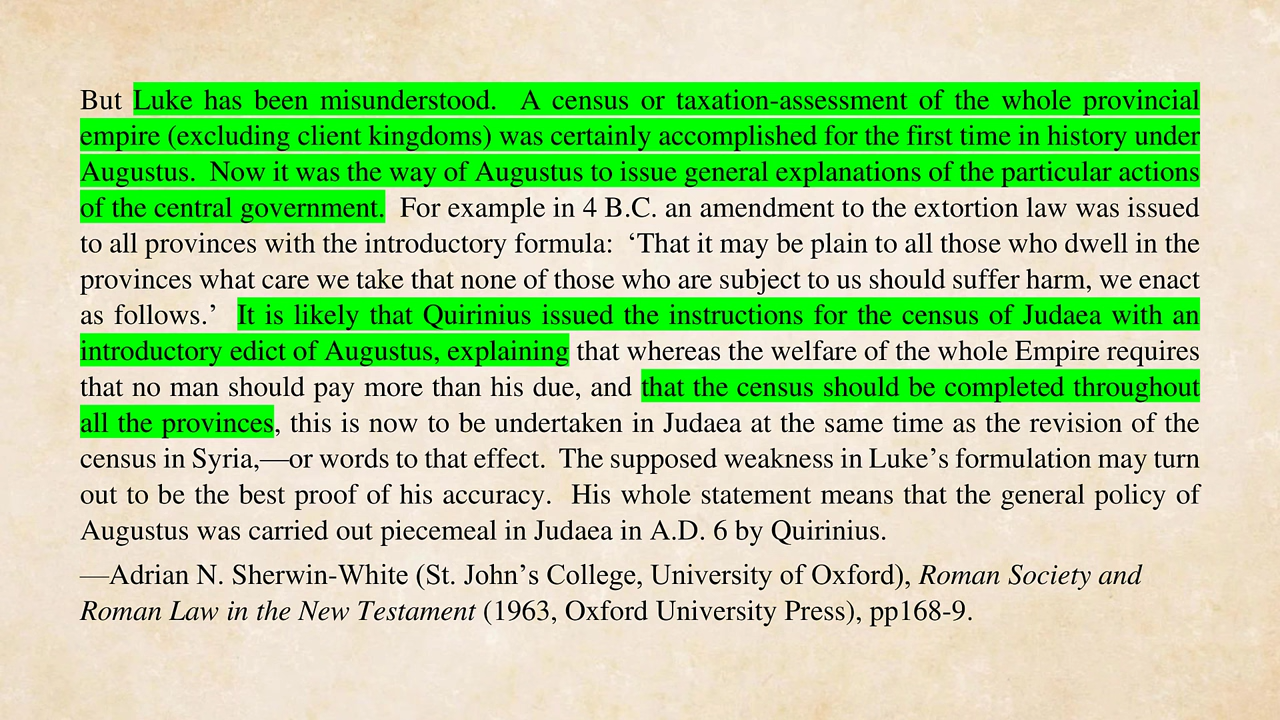 But Luke has been misunderstood. A census or taxation-assessment of the whole provincial
empire (excluding client kingdoms) was certainly accomplished for the first time in history under
Augustus. Now it was the way of Augustus to issue general explanations of the particular actions
of the central government. For example in 4 B.C. an amendment to the extortion law was issued
to all provinces with the introductory formula: ‘That it may be plain to all those who dwell in the
provinces what care we take that none of those who are subject to us should suffer harm, we enact
as follows.’ It is likely that Quirinius issued the instructions for the census of Judaea with an
introductory edict of Augustus, explaining that whereas the welfare of the whole Empire requires
that no man should pay more than his due, and that the census should be completed throughout
all the provinces, this is now to be undertaken in Judaea at the same time as the revision of the
census in Syria,—or words to that effect. The supposed weakness in Luke’s formulation may turn
out to be the best proof of his accuracy. His whole statement means that the general policy of
Augustus was carried out piecemeal in Judaea in A.D. 6 by Quirinius.
—Adrian N. Sherwin-White (St. John’s College, University of Oxford), Roman Society and
Roman Law in the New Testament (1963, Oxford University Press), pp168-9.